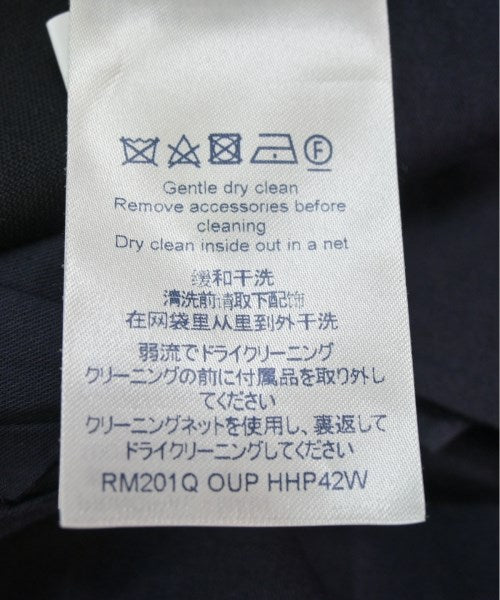 F
Gentle dry clean
Remove accessories before
cleaning
Dry clean inside out in a net
缓和干洗
清洗前请取下配饰
在网袋里从里到外干洗
弱流でドライクリーニング
クリーニングの前に付属品を取り外し
てください
クリーニングネットを使用し、裏返して
ドライクリーニングしてください
RM201Q OUP HHP42W